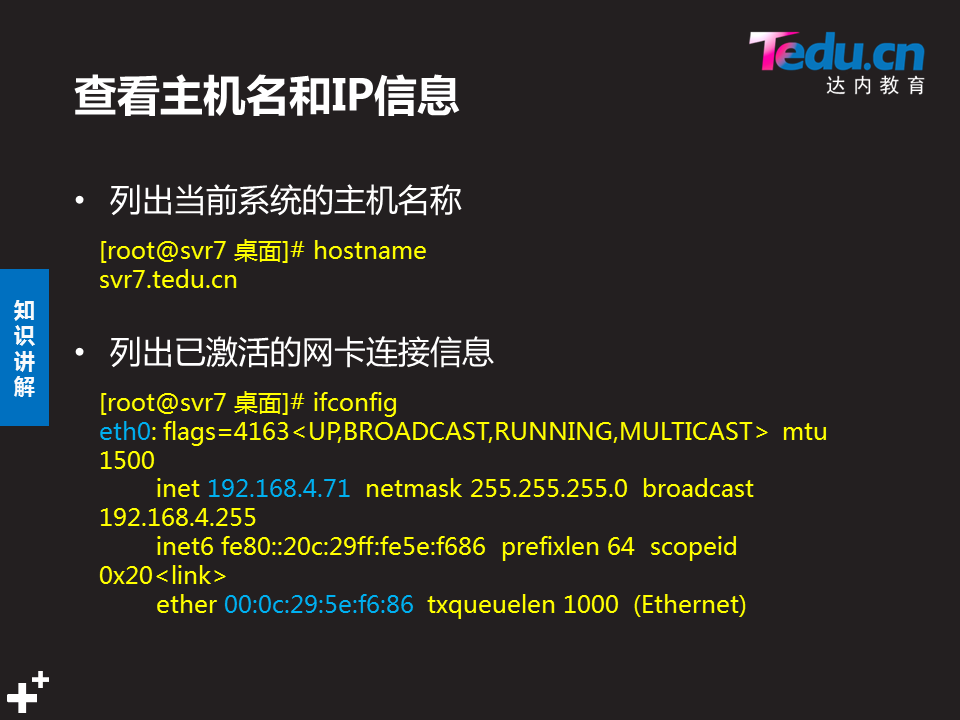 Tedu.cn
达内教育
查看主机名和IP信息
• 列出当前系统的主机名称
[root@svr7 桌面]# hostname
svr7.tedu.cn
知
识
讲
解
• 列出已激活的网卡连接信息
[root@svr7 桌面]# ifconfig
eth0: flags=4163<UP,BROADCAST,RUNNING,MULTICAST>  mtu
1500
inet 192.168.4.71  netmask 255.255.255.0  broadcast
192.168.4.255
inet6 fe80::20c:29ff:fe5e:f686  prefixlen 64  scopeid
0x20<link>
ether 00:0c:29:5e:f6:86  txqueuelen 1000  (Ethernet)